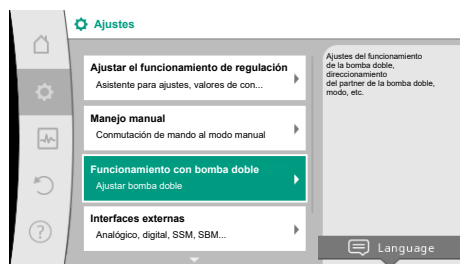 Ajustes
Ajustar el funcionamiento de regulación
Asistente para ajustes, valores de con...
Manejo manual
Conmutación de mando al modo manual
Funcionamiento con bomba doble
Ajustar bomba doble
Interfaces externas
Analógico, digital, SSM, SBM...
Ajustes del funcionamiento
de la bomba doble,
direccionamiento
del partner de la bomba doble,
modo, etc.
Language